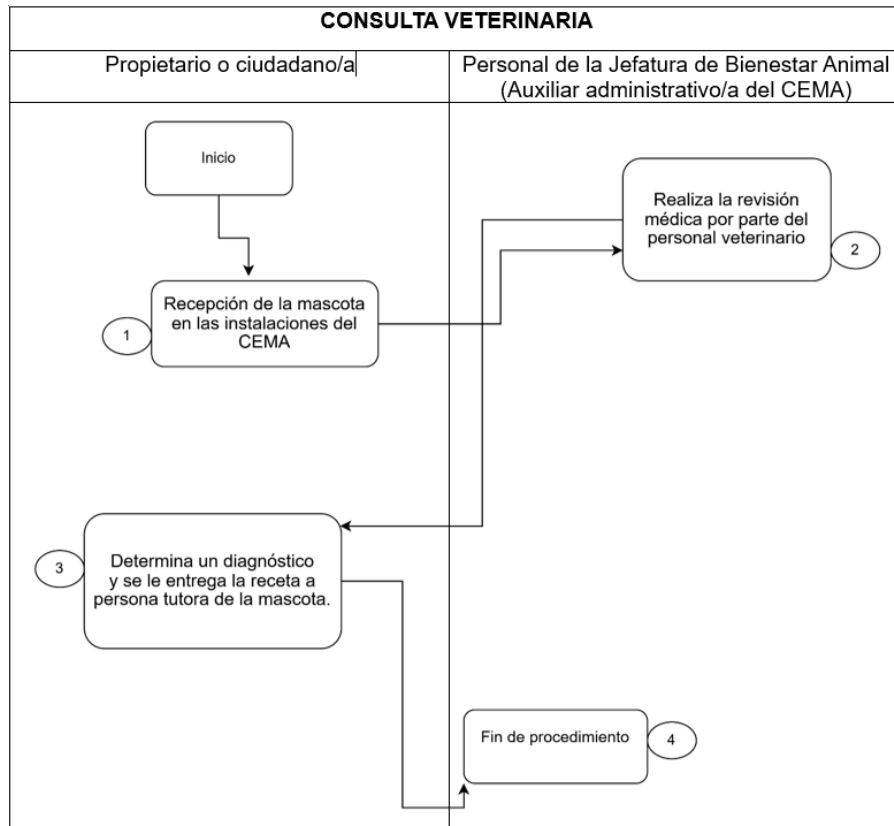 CONSULTA VETERINARIA
Propietario o ciudadano/a
Personal de la Jefatura de Bienestar Animal
(Auxiliar administrativo/a del CEMA)
Inicio
Realiza la revisión
médica por parte del
personal veterinario
2
Recepción de la mascota
en las instalaciones del
CEMA
1
Determina un diagnóstico
y se le entrega la receta a
persona tutora de la mascota.
3
Fin de procedimiento
4